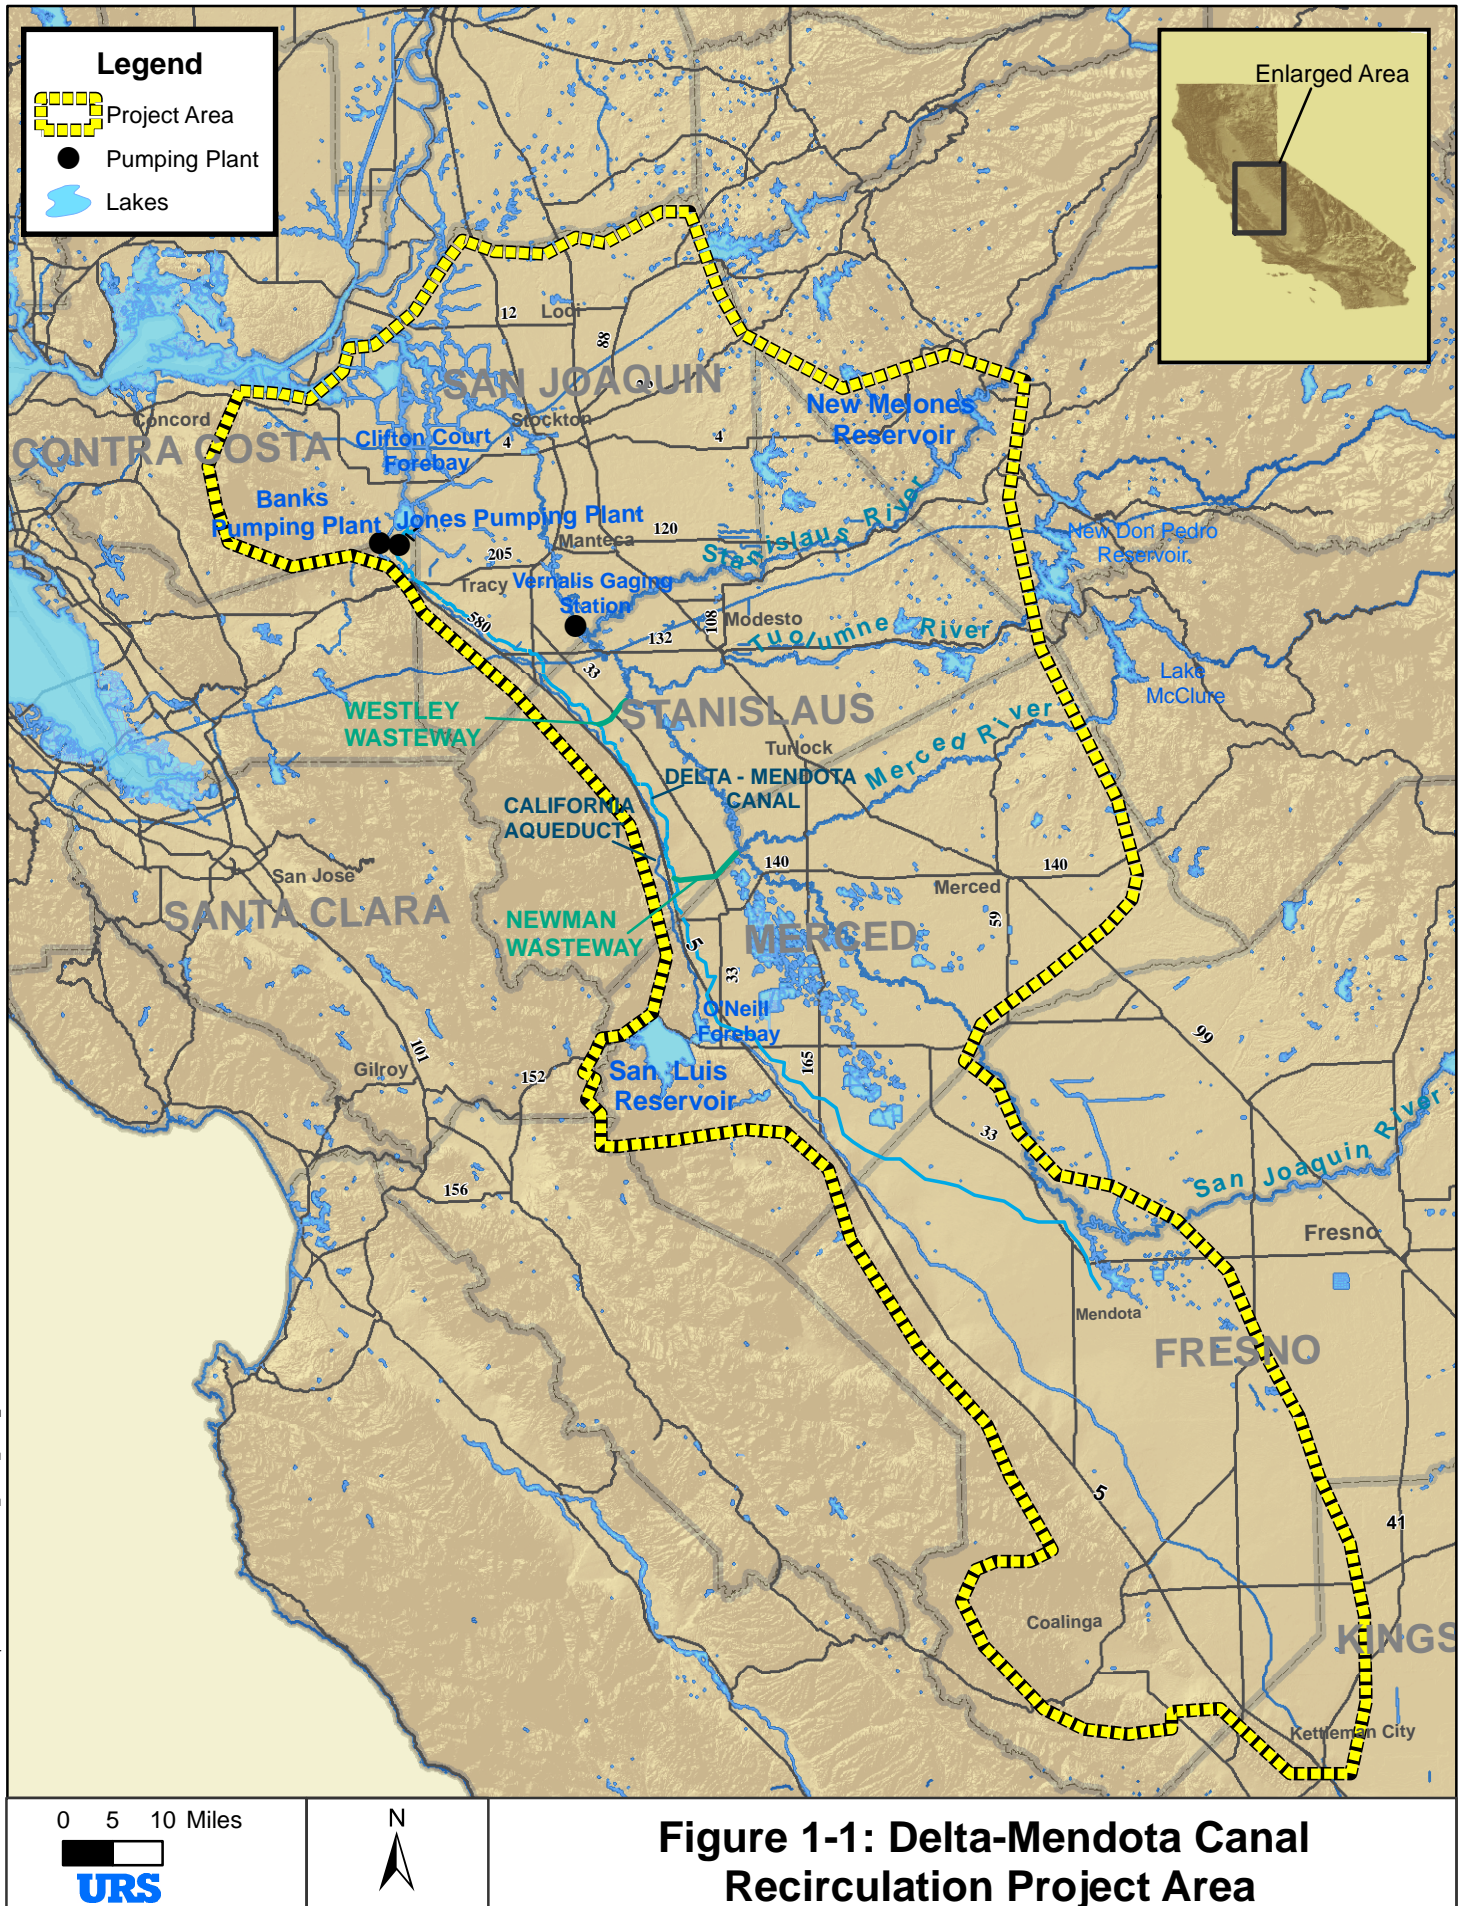 Legend
Project Area
Pumping Plant
Lakes
Enlarged Area
12
Lodi
88
SAN JOAQUIN
Concord
Stockton
New Melones
Reservoir
CONTRA COSTA
Clifton Court
Forebay
4
4
Banks
Pumping Plant
Jones Pumping Plant
120
Manteca
Stanislaus River
New Don Pedro
Reservoir
205
Tracy
Vernalis Gaging
Station
580
108
Modesto
132
Tuolumne River
33
Lake
McClure
WESTLEY
WASTEWAY
STANISLAUS
Turlock
Merced River
DELTA - MENDOTA
CANAL
CALIFORNIA
AQUEDUCT
140
140
San Jose
Merced
SANTA CLARA
NEWMAN
WASTEWAY
59
MERCED
5
33
O'Neill
Forebay
99
101
Gilroy
152
165
San Luis
Reservoir
33
San Joaquin River
156
Fresno
Mendota
FRESNO
5
41
Coalinga
KINGS
Kettleman City
0 5 10 Miles
URS
N
Figure 1-1: Delta-Mendota Canal
Recirculation Project Area